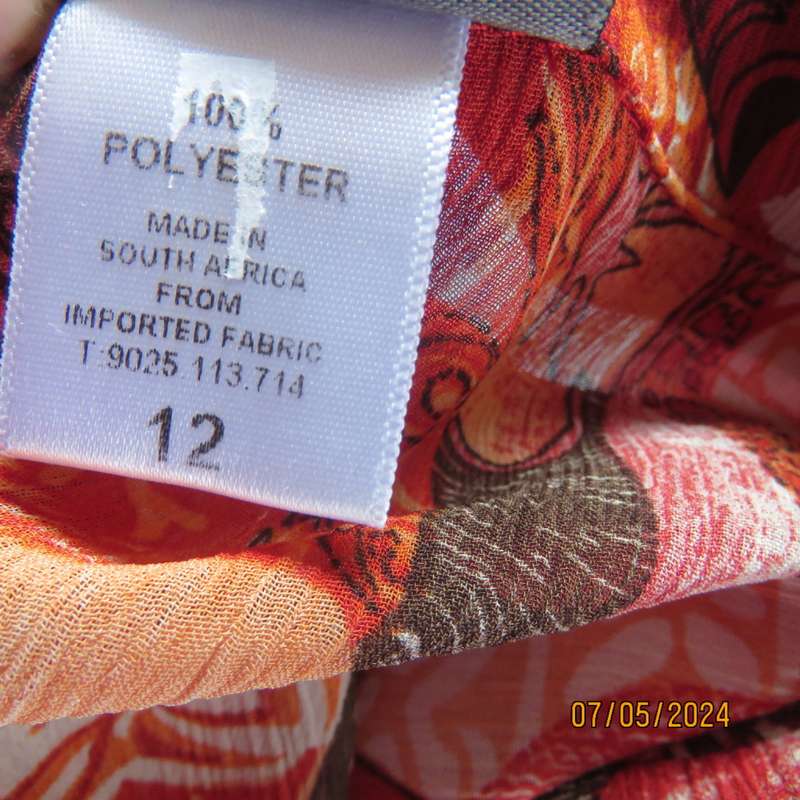 100%
POLYESTER
MADE IN
SOUTH AFRICA
FROM
IMPORTED FABRIC
T:9025.113.714
12
07/05/2024